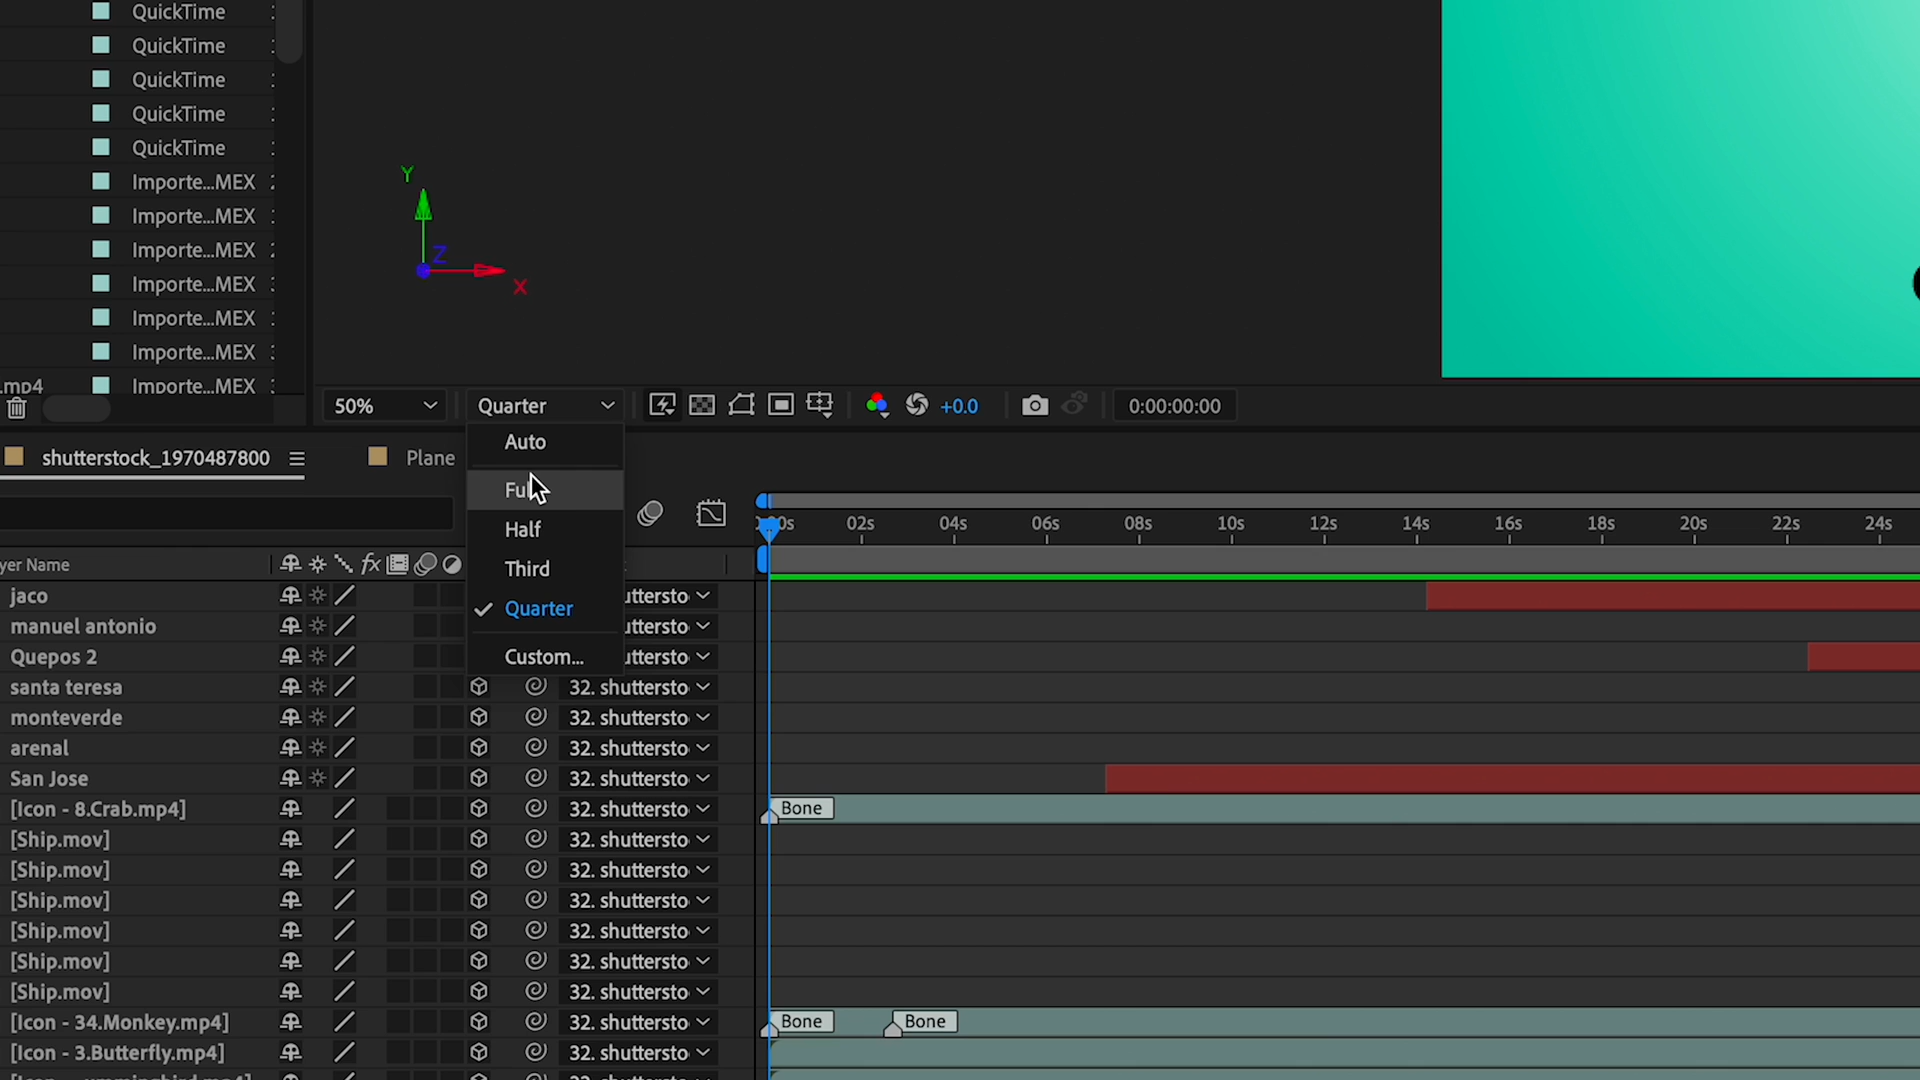 QuickTime
QuickTime
QuickTime
QuickTime
QuickTime
Importe...MEX
Importe...MEX
Importe...MEX
Importe...MEX
Importe...MEX
Importe...MEX
.mp4 Importe...MEX
Y
Z
X
50% Quarter +0.0 0:00:00:00
Auto
Full
Half
Third
Quarter
Custom...
shutterstock_1970487800 Plane
02s 04s 06s 08s 10s 12s 14s 16s 18s 20s 22s 24s
yer Name fx
jaco uttersto
manuel antonio uttersto
Quepos 2 uttersto
santa teresa 32. shuttersto
monteverde 32. shuttersto
arenal 32. shuttersto
San Jose 32. shuttersto
[Icon - 8.Crab.mp4] 32. shuttersto Bone
[Ship.mov] 32. shuttersto
[Ship.mov] 32. shuttersto
[Ship.mov] 32. shuttersto
[Ship.mov] 32. shuttersto
[Ship.mov] 32. shuttersto
[Ship.mov] 32. shuttersto
[Icon - 34.Monkey.mp4] 32. shuttersto Bone Bone
[Icon - 3.Butterfly.mp4] 32. shuttersto